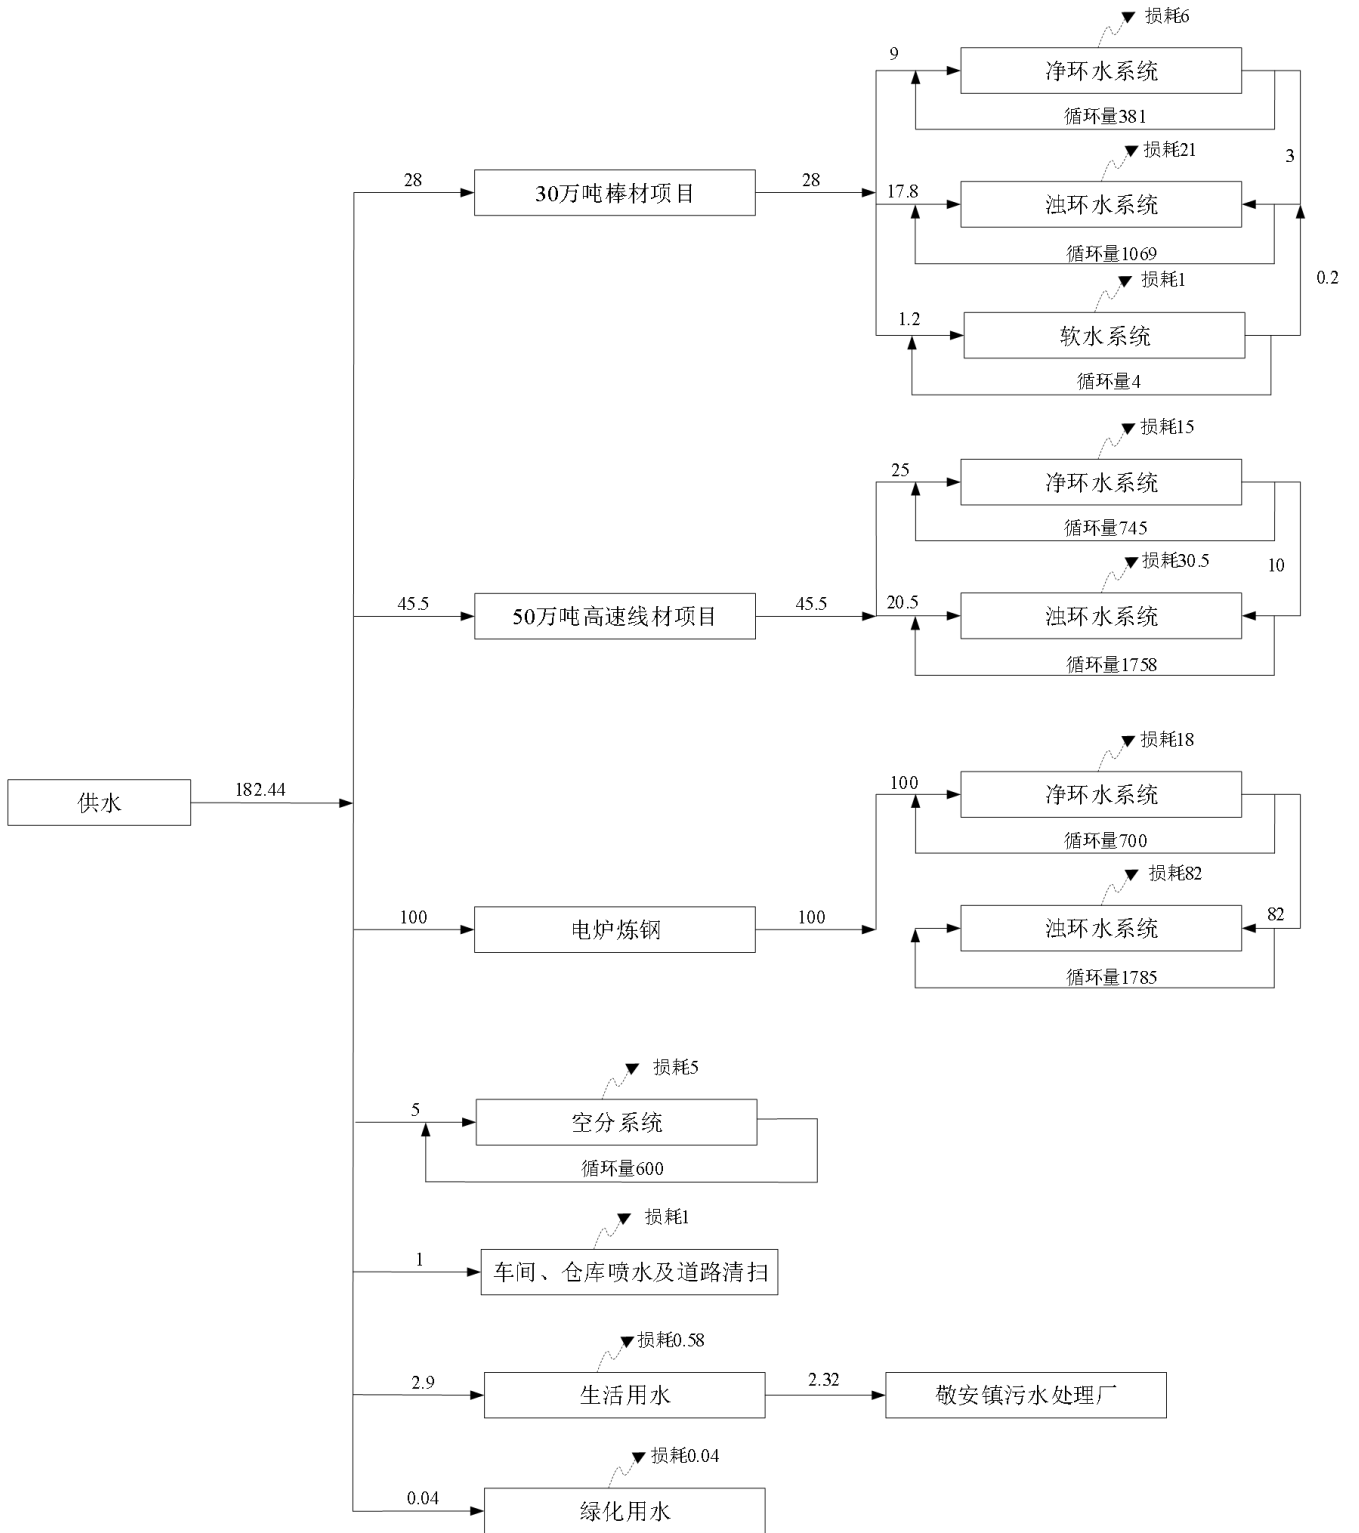 损耗6
9
净环水系统
循环量381
损耗21
3
28
30万吨棒材项目
28
17.8
浊环水系统
循环量1069
损耗1
0.2
1.2
软水系统
循环量4
损耗15
25
净环水系统
循环量745
损耗30.5
10
45.5
50万吨高速线材项目
45.5
20.5
浊环水系统
循环量1758
损耗18
供水
182.44
100
净环水系统
循环量700
损耗82
100
电炉炼钢
100
浊环水系统
82
循环量1785
损耗5
5
空分系统
循环量600
损耗1
1
车间、仓库喷水及道路清扫
损耗0.58
2.9
生活用水
2.32
敬安镇污水处理厂
损耗0.04
0.04
绿化用水